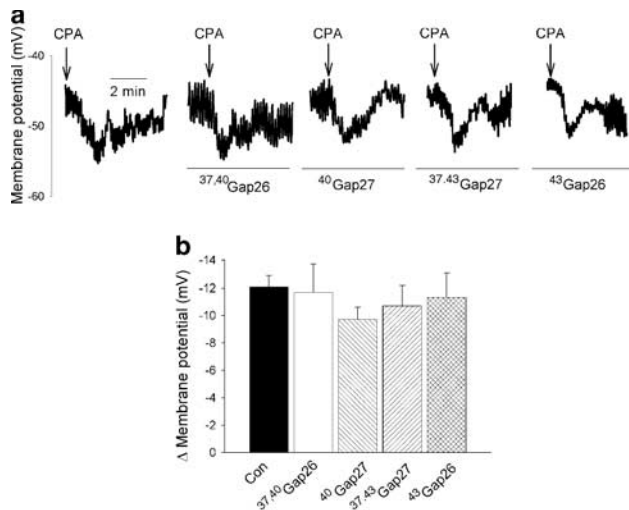 a
CPA CPA CPA CPA CPA
-40
-50
-60
Membrane potential (mV)
2 min
37,40Gap26 40Gap27 37,43Gap27 43Gap26
b
-14
-12
-10
-8
-6
-4
-2
0
Δ Membrane potential (mV)
Con 37,40Gap26 40Gap27 37,43Gap27 43Gap26